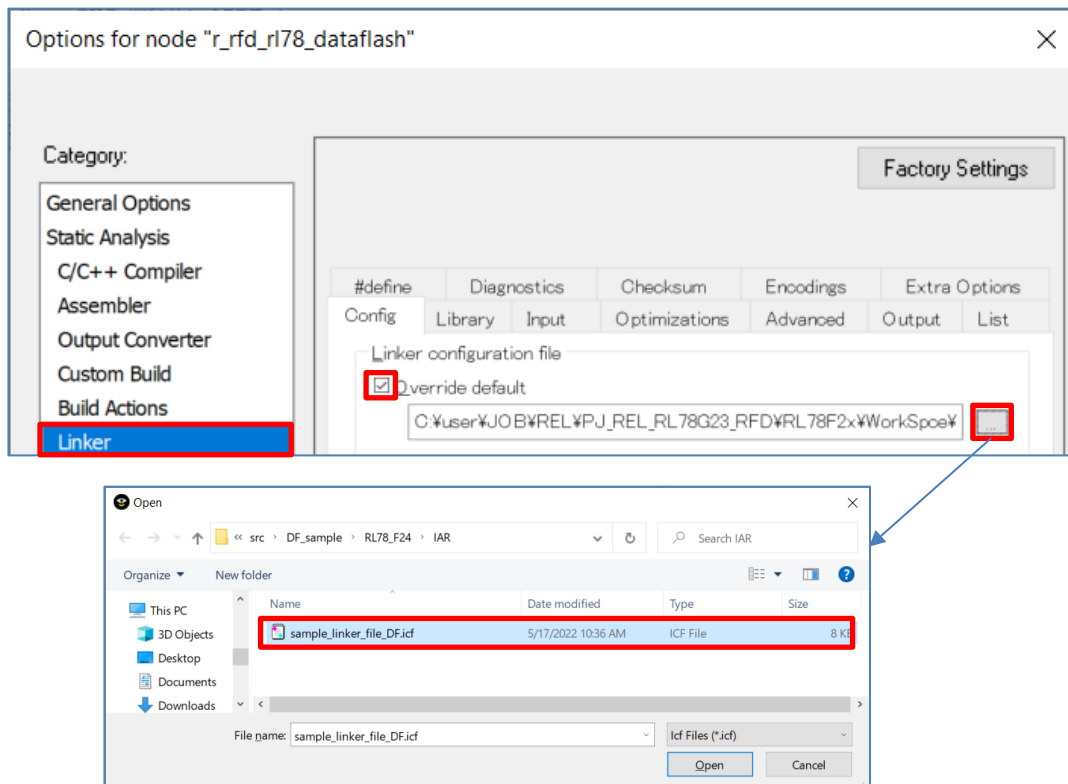 Options for node "r_rfd_rl78_dataflash"
Category:
Factory Settings
General Options
Static Analysis
C/C++ Compiler
Assembler
Output Converter
Custom Build
Build Actions
Linker
#define Diagnostics Checksum Encodings Extra Options
Config Library Input Optimizations Advanced Output List
Linker configuration file
Override default
C:¥user¥JOB¥REL¥PJ_REL_RL78G23_RFD¥RL78F2x¥WorkSpce¥
...
Open
« src › DF_sample › RL78_F24 › IAR
Search IAR
Organize
New folder
Name Date modified Type Size
This PC
3D Objects
Desktop
Documents
Downloads
sample_linker_file_DF.icf 5/17/2022 10:36 AM ICF File 8 KB
File name: sample_linker_file_DF.icf
Icf Files (*.icf)
Open Cancel